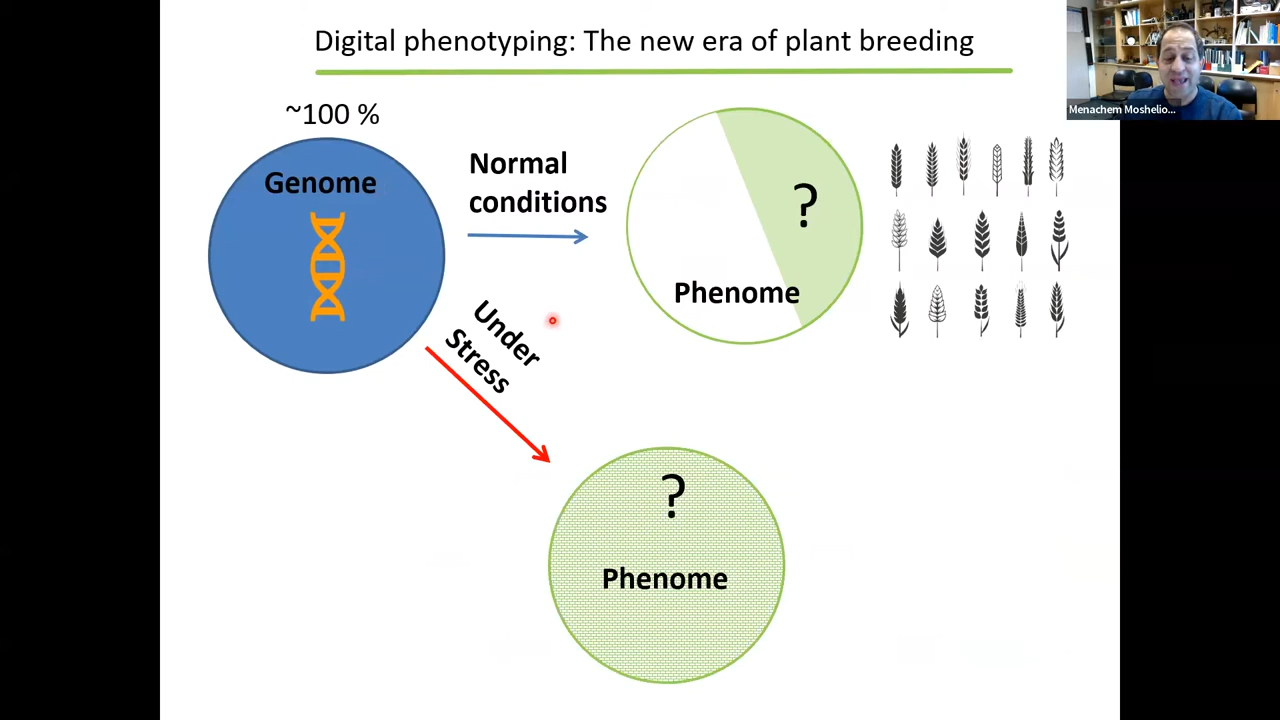 Digital phenotyping: The new era of plant breeding
Menachem Moshelio...
~100 %
Genome
Normal
conditions
?
Phenome
Under
Stress
?
Phenome